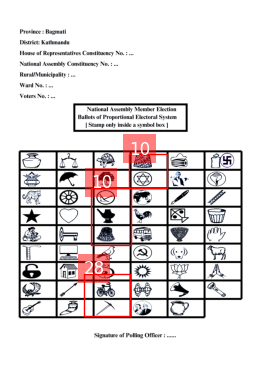 Province : Bagmati
District: Kathmandu
House of Representatives Constituency No. : ...
National Assembly Constituency No. : ...
Rural/Municipality : ...
Ward No. : ...
Voters No. : ...
National Assembly Member Election
Ballots of Proportional Electoral System
[ Stamp only inside a symbol box ]
10
10
28
Signature of Polling Officer : ......